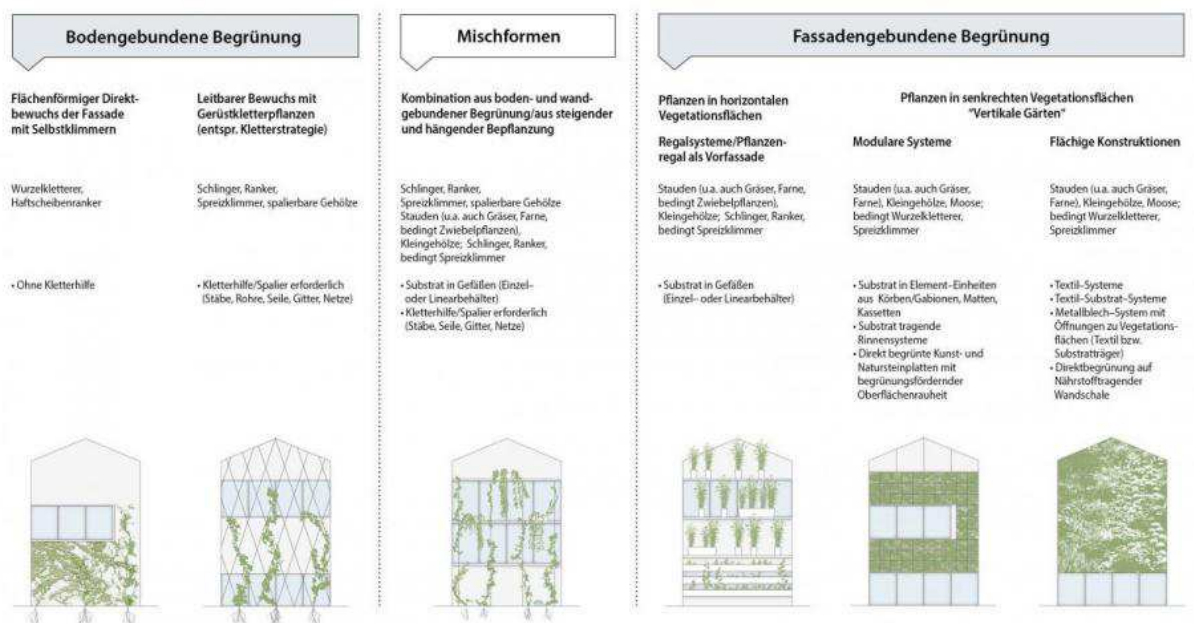 Bodengebundene Begrünung
Mischformen
Fassadengebundene Begrünung
Flächenförmiger Direkt-
bewuchs der Fassade
mit Selbstklimmern
Leitbarer Bewuchs mit
Gerüstkletterpflanzen
(entspr. Kletterstrategie)
Kombination aus boden- und wand-
gebundener Begrünung/aus steigender
und hängender Bepflanzung
Pflanzen in horizontalen
Vegetationsflächen
Pflanzen in senkrechten Vegetationsflächen
"Vertikale Gärten"
Regalsysteme/Pflanzen-
regal als Vorfassade
Modulare Systeme
Flächige Konstruktionen
Wurzelkletterer,
Haftscheibenranker
Schlinger, Ranker,
Spreizklimmer, spalierbare Gehölze
Schlinger, Ranker,
Spreizklimmer, spalierbare Gehölze
Stauden (u.a. auch Gräser, Farne,
bedingt Zwiebelpflanzen),
Kleingehölze; Schlinger, Ranker,
bedingt Spreizklimmer
Stauden (u.a. auch Gräser, Farne,
bedingt Zwiebelpflanzen),
Kleingehölze; Schlinger, Ranker,
bedingt Spreizklimmer
Stauden (u.a. auch Gräser,
Farne), Kleingehölze, Moose;
bedingt Wurzelkletterer,
Spreizklimmer
Stauden (u.a. auch Gräser,
Farne), Kleingehölze, Moose;
bedingt Wurzelkletterer,
Spreizklimmer
• Ohne Kletterhilfe
• Kletterhilfe/Spalier erforderlich
(Stäbe, Rohre, Seile, Gitter, Netze)
• Substrat in Gefäßen (Einzel–
oder Linearbehälter)
• Kletterhilfe/Spalier erforderlich
(Stäbe, Seile, Gitter, Netze)
• Substrat in Gefäßen
(Einzel– oder Linearbehälter)
• Substrat in Element–Einheiten
aus Körben/Gabionen, Matten,
Kassetten
• Substrat tragende
Rinnensysteme
• Direkt begrünte Kunst- und
Natursteinplatten mit
begrünungsfördernder
Oberflächenrauheit
• Textil–Systeme
• Textil–Substrat–Systeme
• Metallblech–System mit
Öffnungen zu Vegetations-
flächen (Textil bzw.
Substratträger)
• Direktbegrünung auf
Nährstofftragender
Wandschale